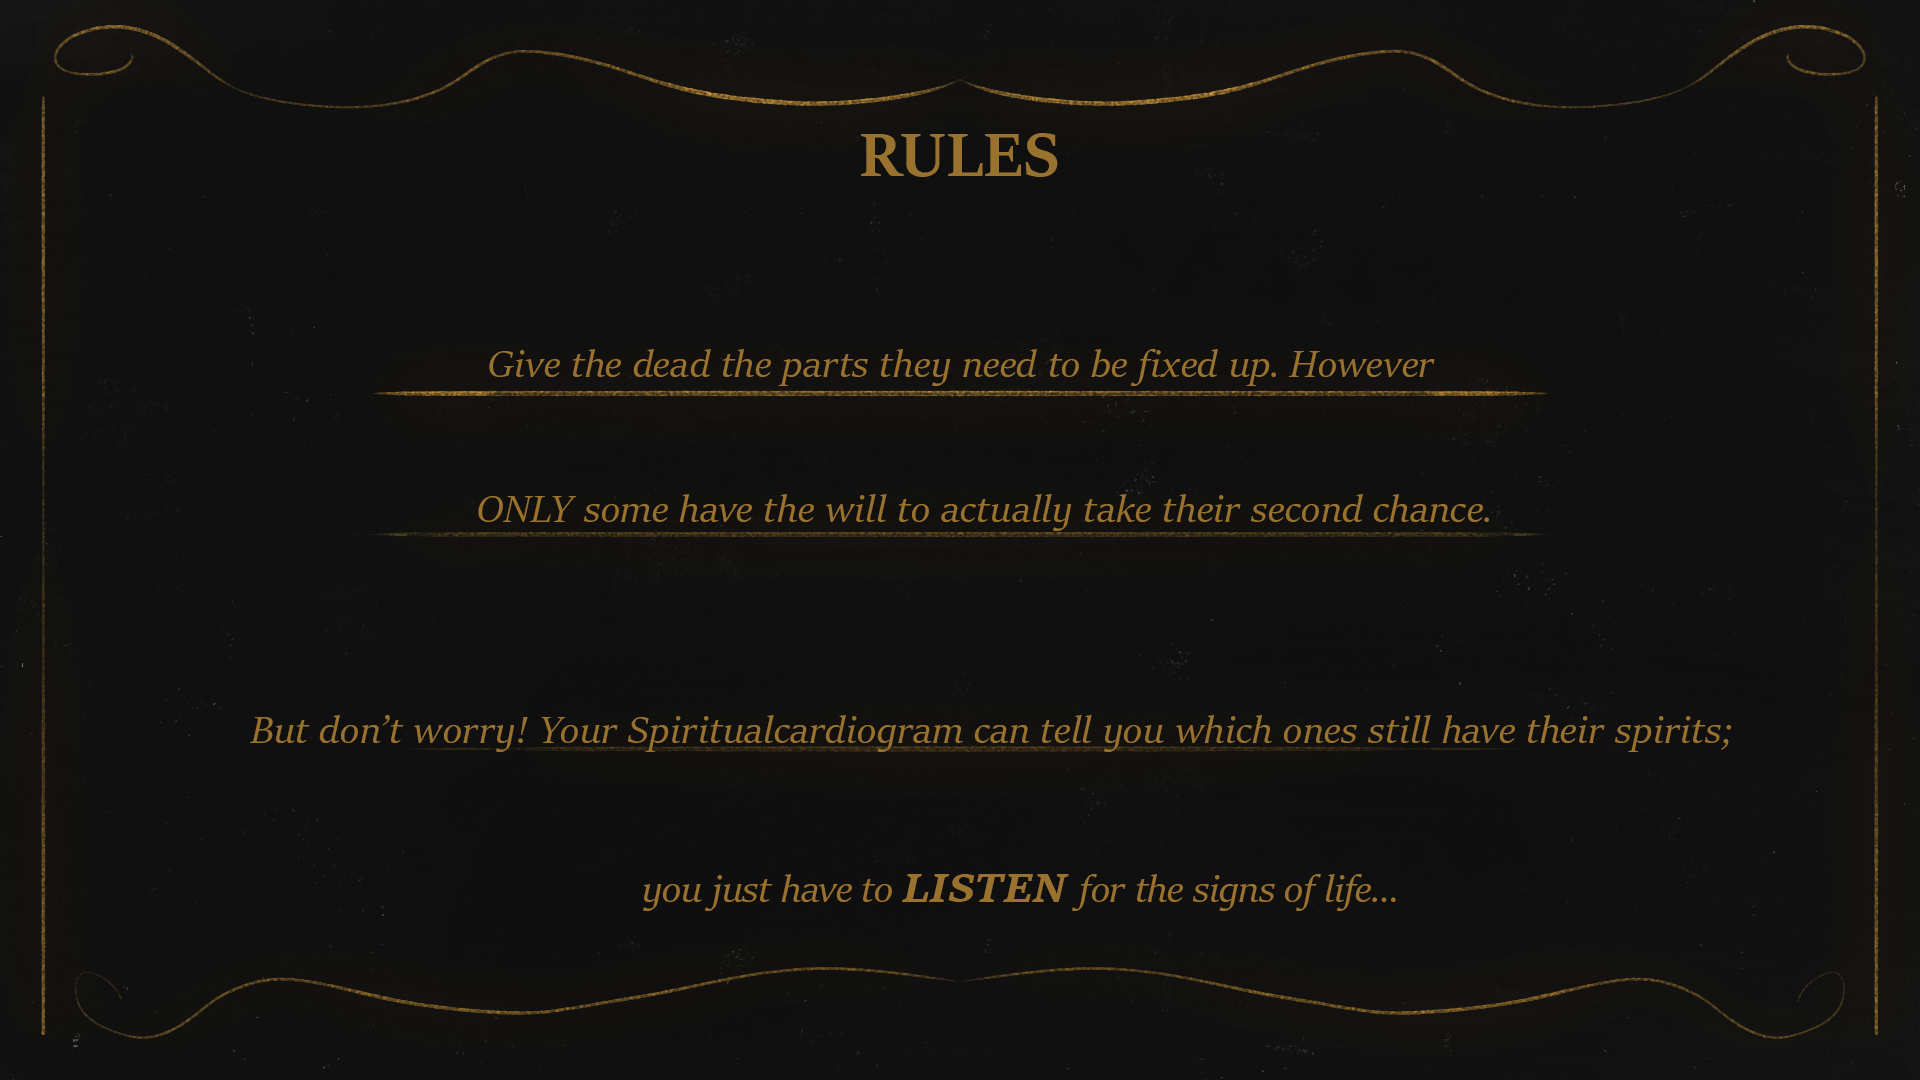 RULES
Give the dead the parts they need to be fixed up. However
ONLY some have the will to actually take their second chance.
But don’t worry! Your Spiritualcardiogram can tell you which ones still have their spirits;
you just have to LISTEN for the signs of life...